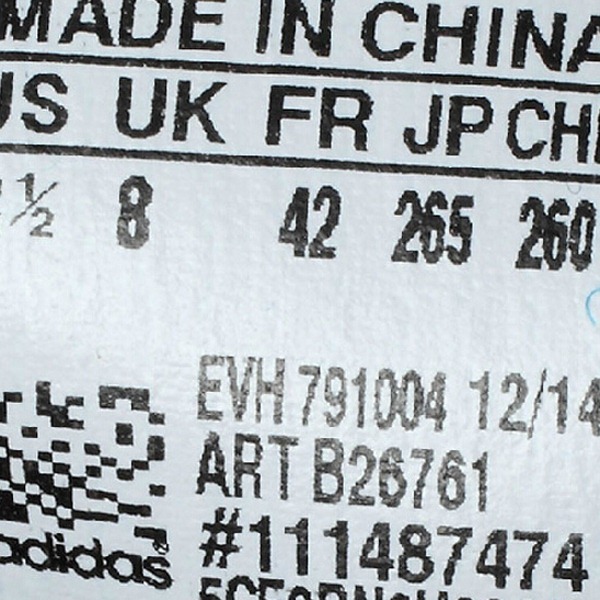 MADE IN CHINA
US UK FR JP CHN
½ 8 42 265 260
EVH 791004 12/14
ART B26761
#111487474
adidas